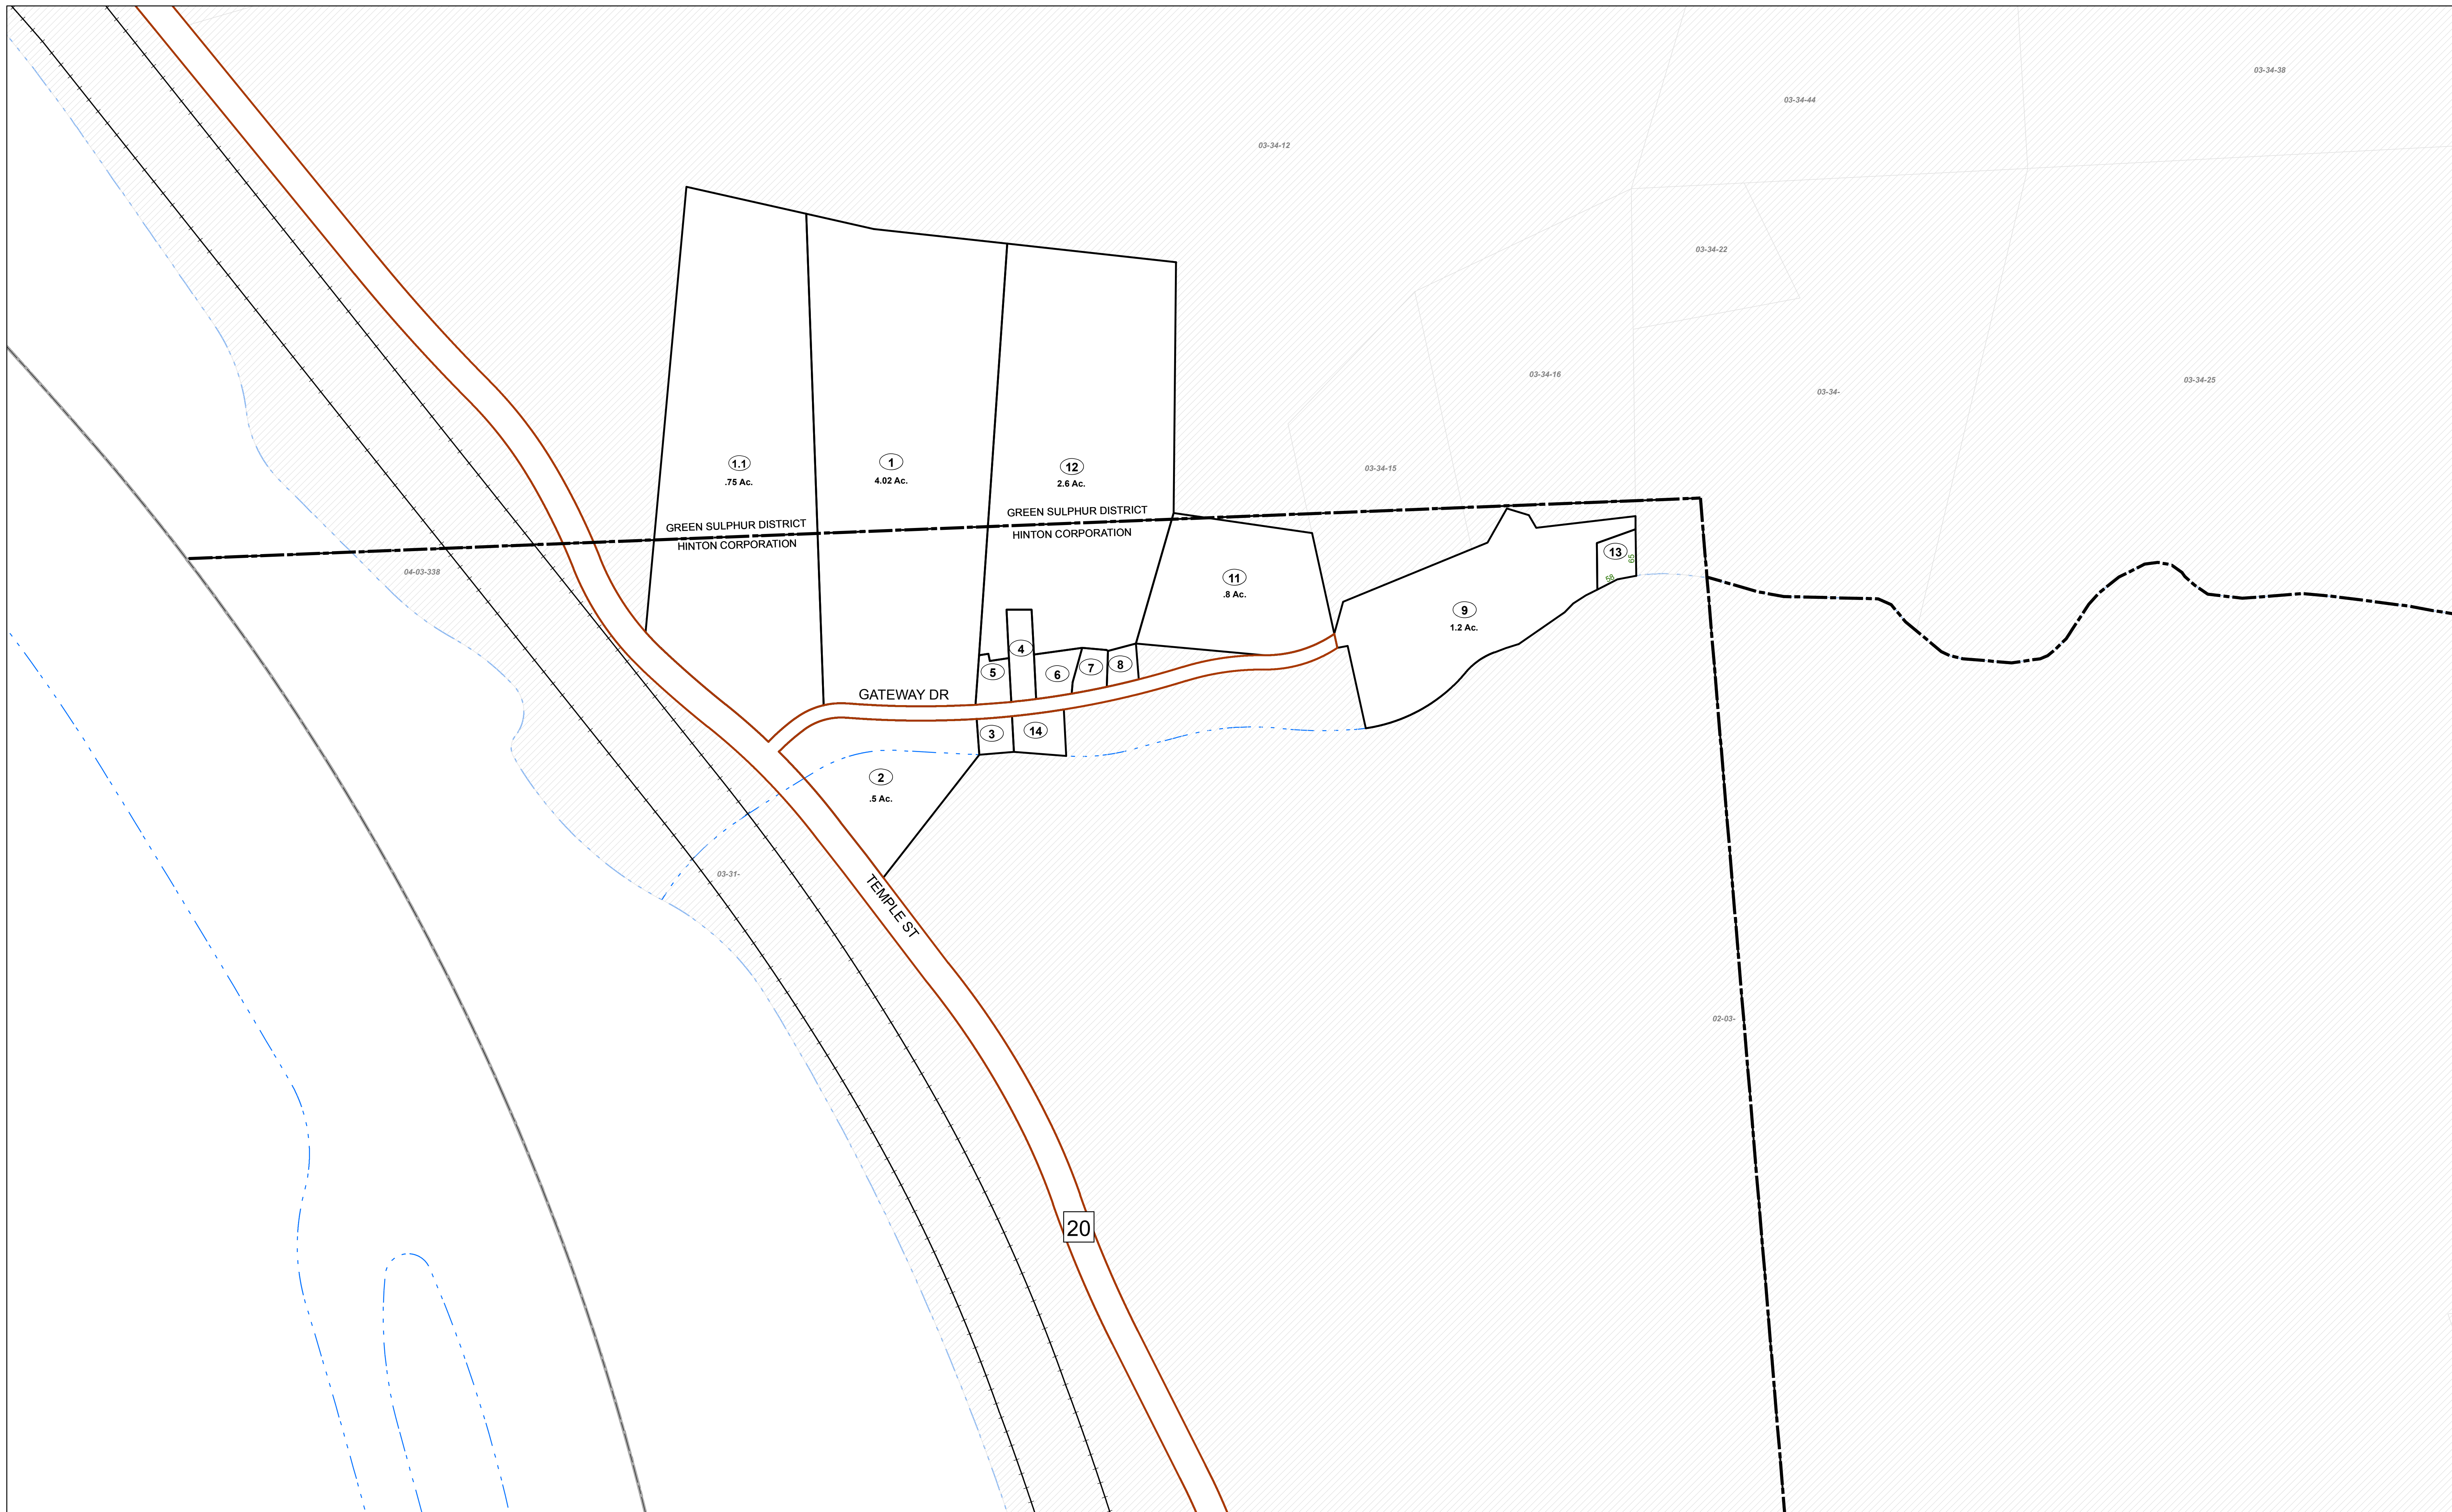 03-34-38
03-34-44
03-34-12
03-34-22
03-34-16
03-34-25
03-34-
03-34-15
1.1
.75 Ac.
1
4.02 Ac.
12
2.6 Ac.
GREEN SULPHUR DISTRICT
HINTON CORPORATION
GREEN SULPHUR DISTRICT
HINTON CORPORATION
04-03-338
11
.8 Ac.
13
65
58
9
1.2 Ac.
4
5
6
7
8
GATEWAY DR
3
14
2
.5 Ac.
03-31-
TEMPLE ST
02-03-
20